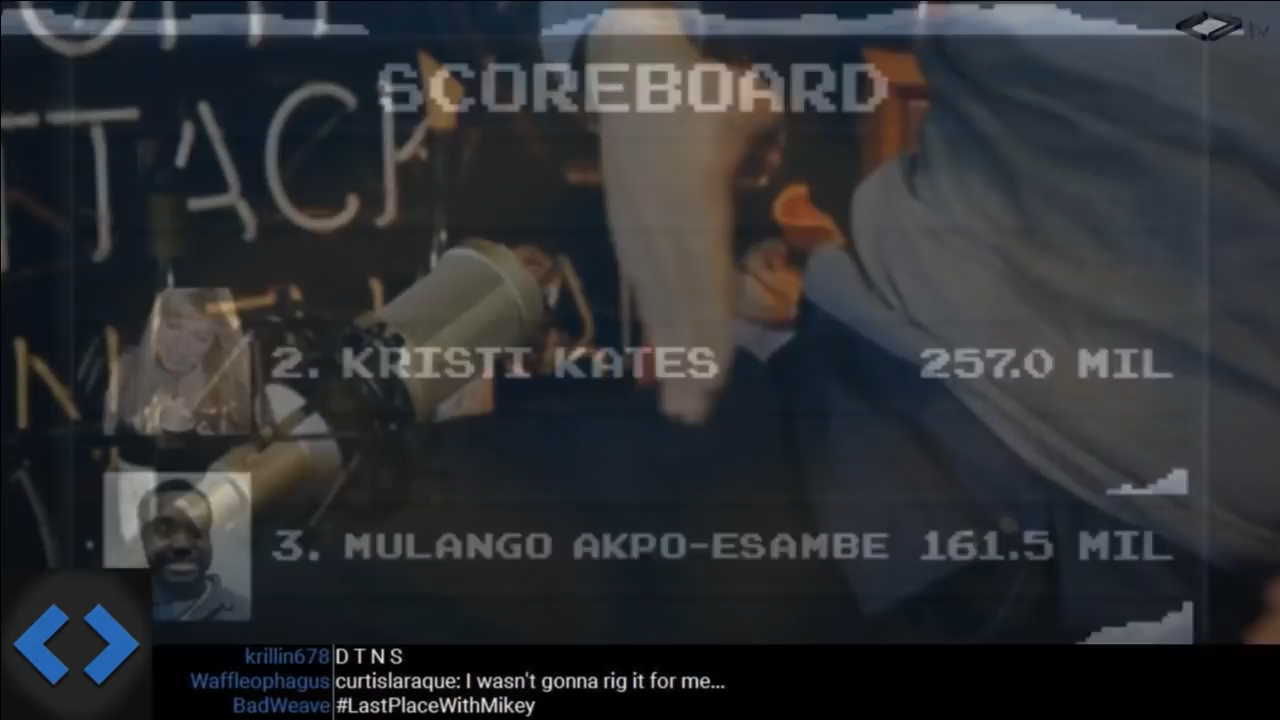 SCOREBOARD
TTACK
2. KRISTI KATES 257.0 MIL
3. MULANGO AKPO-ESAMBE 161.5 MIL
krillin678 D T N S
Waffleophagus curtislaraque: I wasn't gonna rig it for me...
BadWeave #LastPlaceWithMikey